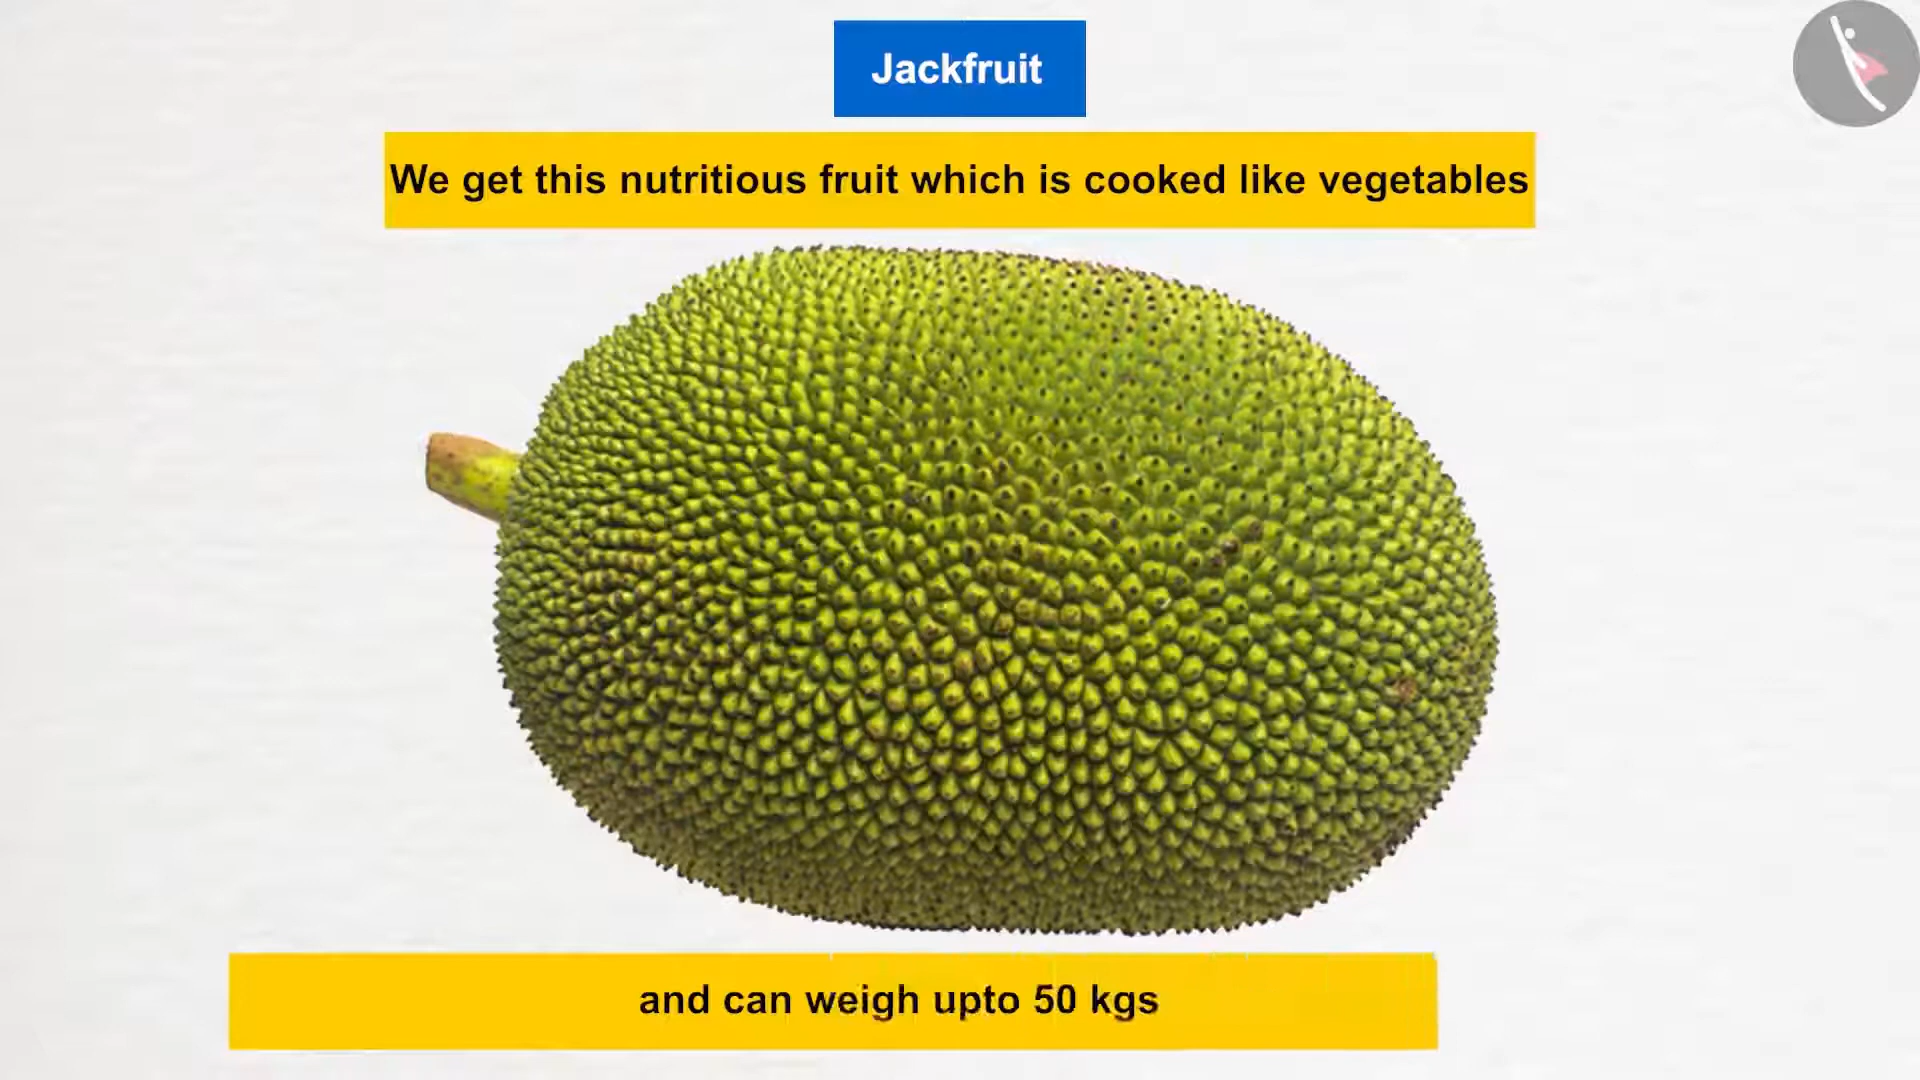 Jackfruit
We get this nutritious fruit which is cooked like vegetables
and can weigh upto 50 kgs